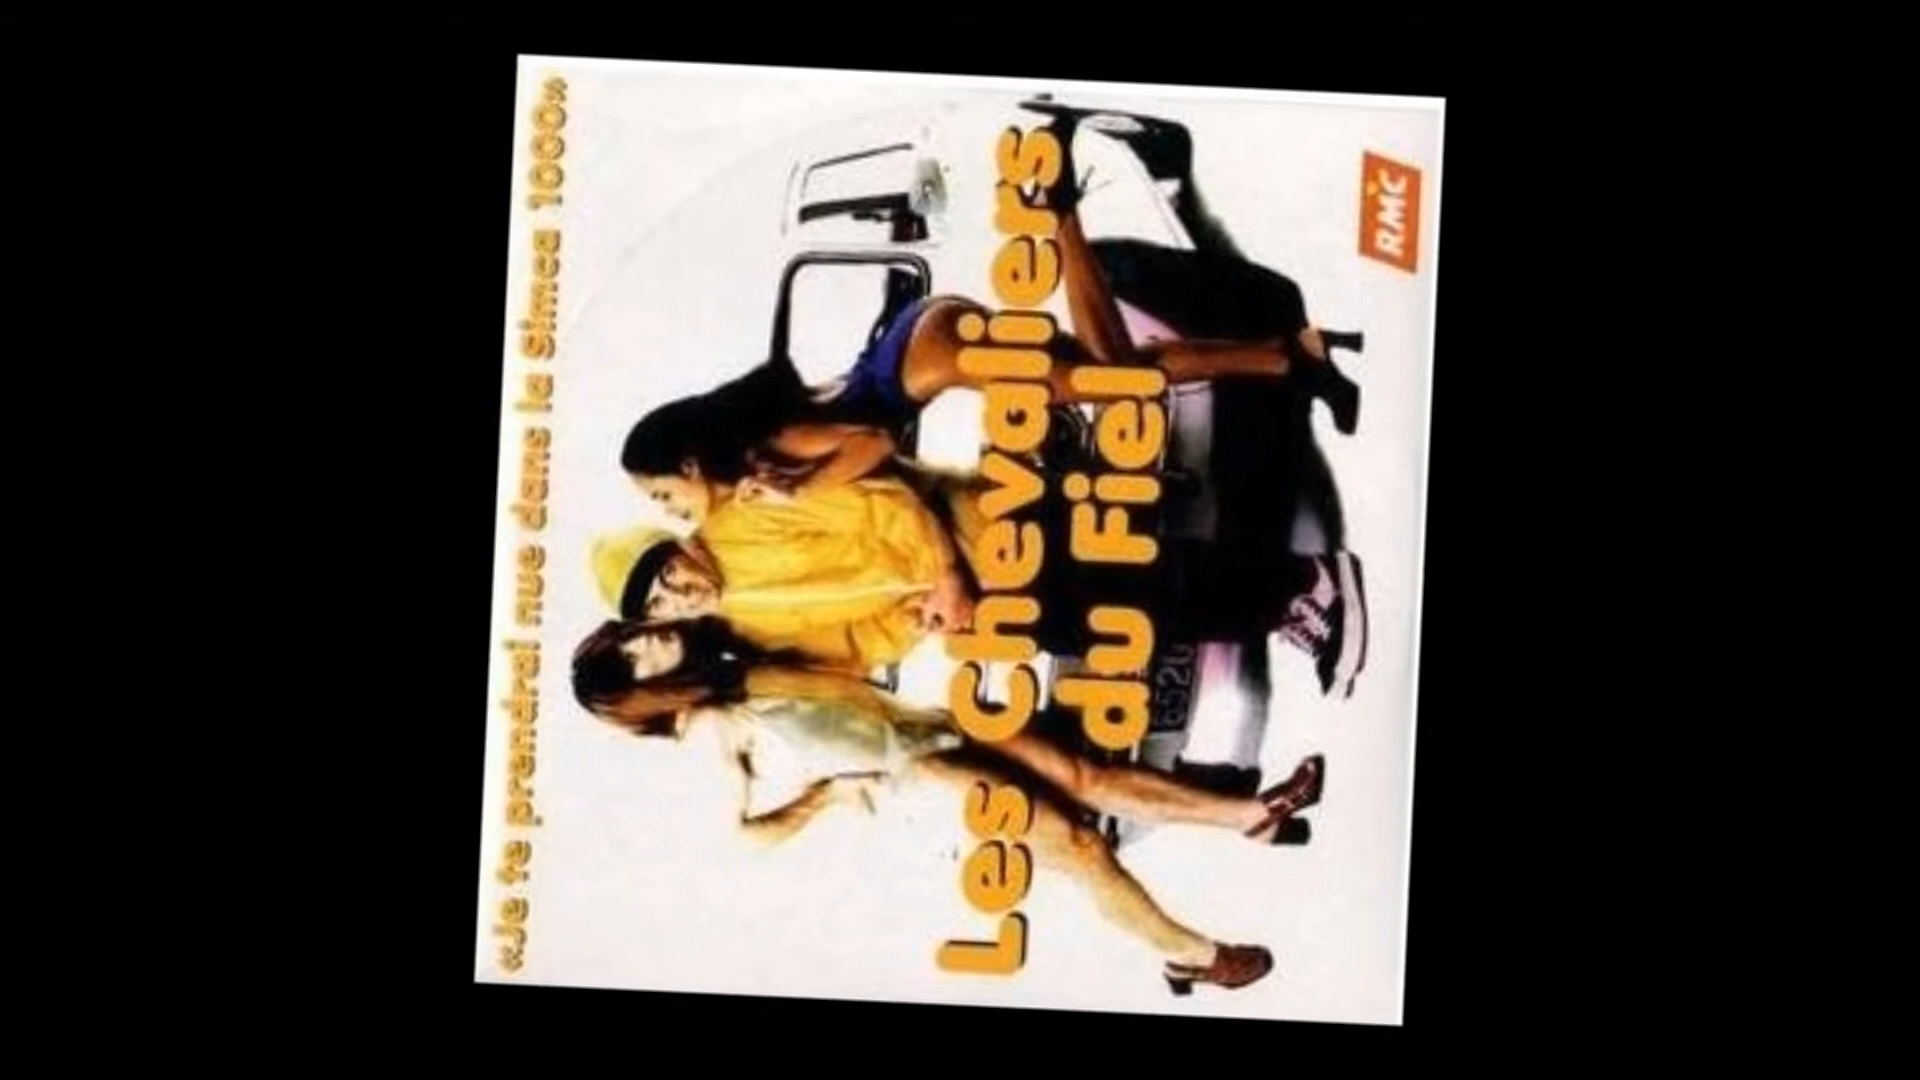 «Je te prendrai nue dans la Simca 1000»
Les Chevaliers
du Fiel
RMC